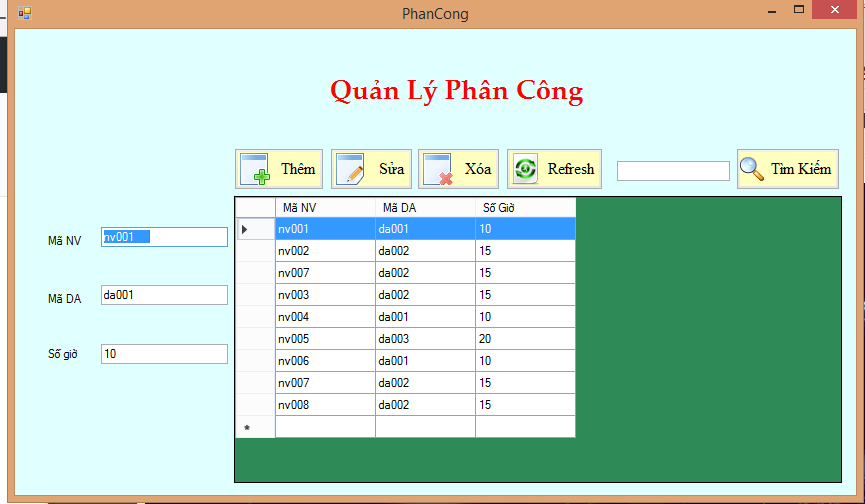 PhanCong
Quản Lý Phân Công
Thêm Sửa Xóa Refresh Tìm Kiếm
Mã NV Mã DA Số Giờ
nv001 da001 10
nv002 da002 15
nv007 da002 15
nv003 da002 15
nv004 da001 10
nv005 da003 20
nv006 da001 10
nv007 da002 15
nv008 da002 15
*
Mã NV nv001
Mã DA da001
Số giờ 10